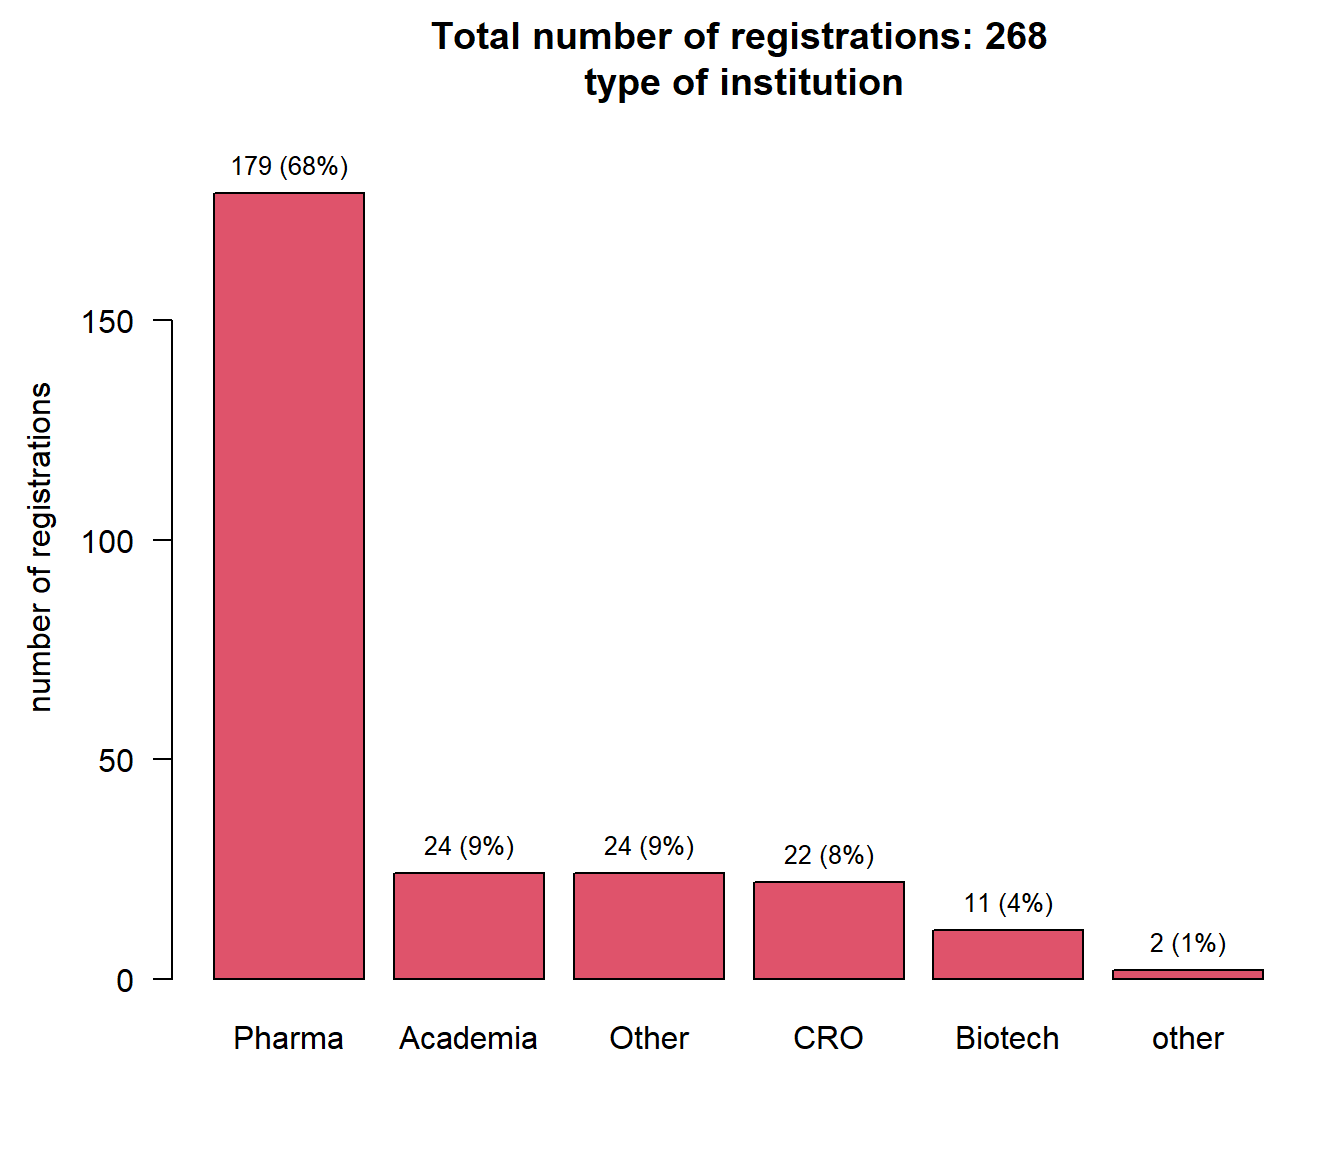 Total number of registrations: 268
type of institution
179 (68%)
150
100
50
0
number of registrations
24 (9%)
24 (9%)
22 (8%)
11 (4%)
2 (1%)
Pharma
Academia
Other
CRO
Biotech
other